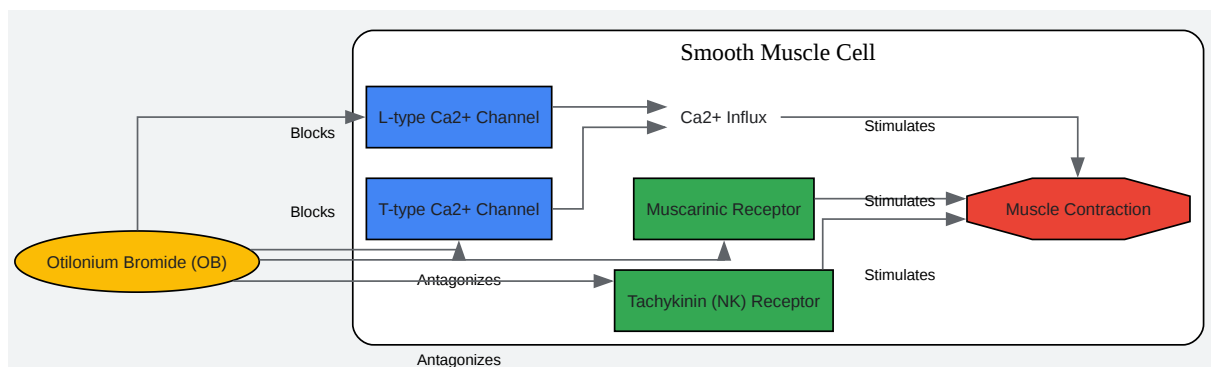 Smooth Muscle Cell
L-type Ca2+ Channel
Ca2+ Influx
Blocks
Stimulates
T-type Ca2+ Channel
Muscarinic Receptor
Stimulates
Muscle Contraction
Blocks
Otilonium Bromide (OB)
Antagonizes
Stimulates
Tachykinin (NK) Receptor
Antagonizes